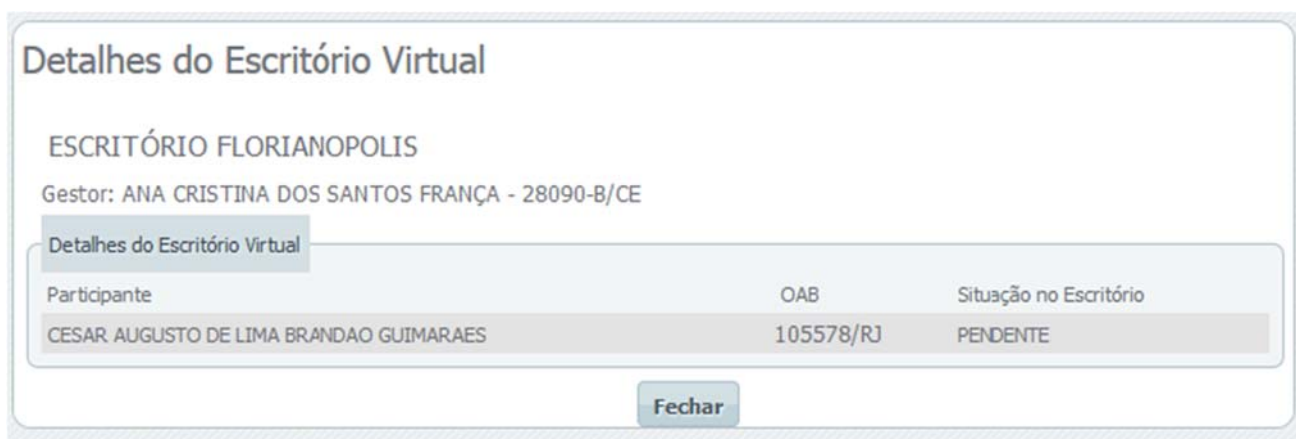 Detalhes do Escritório Virtual
ESCRITÓRIO FLORIANOPOLIS
Gestor: ANA CRISTINA DOS SANTOS FRANÇA - 28090-B/CE
Detalhes do Escritório Virtual
Participante OAB Situação no Escritório
CESAR AUGUSTO DE LIMA BRANDAO GUIMARAES 105578/RJ PENDENTE
Fechar